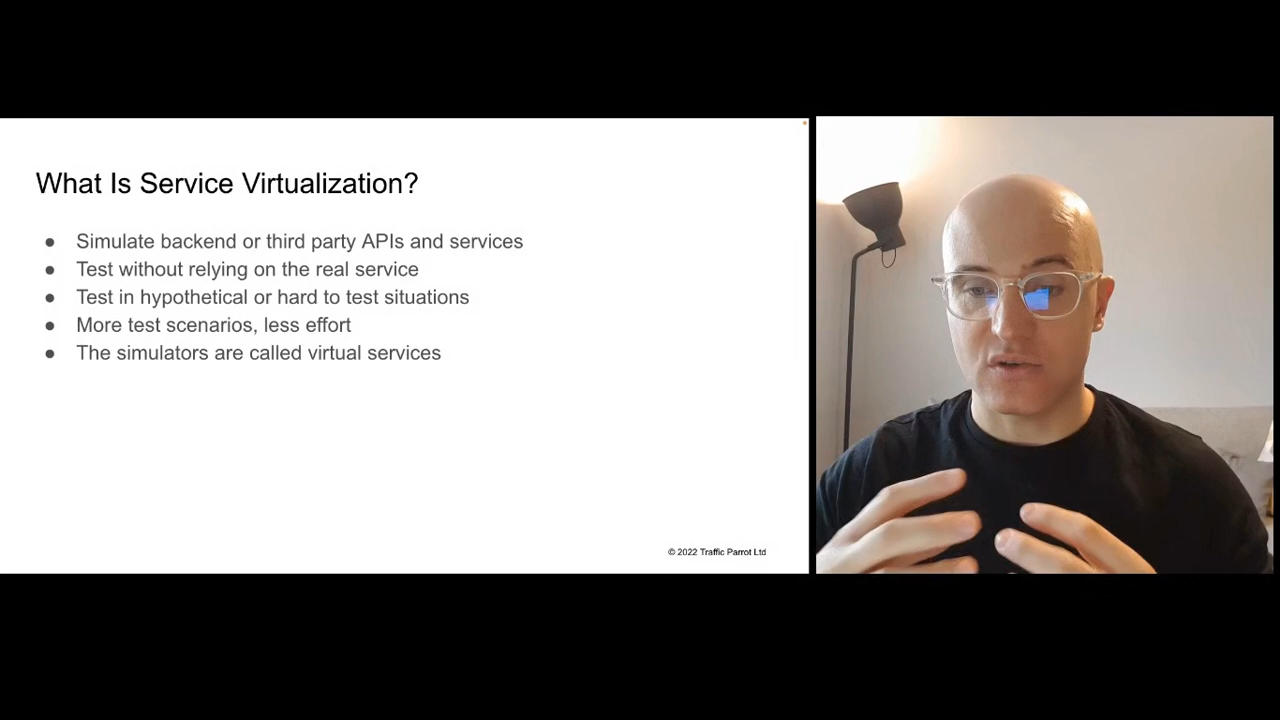 What Is Service Virtualization?
● Simulate backend or third party APIs and services
● Test without relying on the real service
● Test in hypothetical or hard to test situations
● More test scenarios, less effort
● The simulators are called virtual services
© 2022 Traffic Parrot Ltd